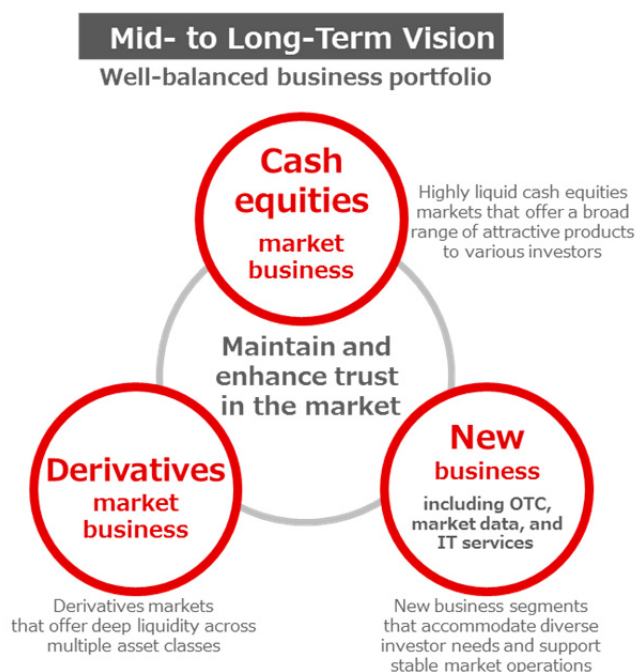 Mid- to Long-Term Vision
Well-balanced business portfolio
Cash
equities
market
business
Highly liquid cash equities
markets that offer a broad
range of attractive products
to various investors
Maintain and
enhance trust
in the market
Derivatives
market
business
New
business
including OTC,
market data, and
IT services
Derivatives markets
that offer deep liquidity across
multiple asset classes
New business segments
that accommodate diverse
investor needs and support
stable market operations